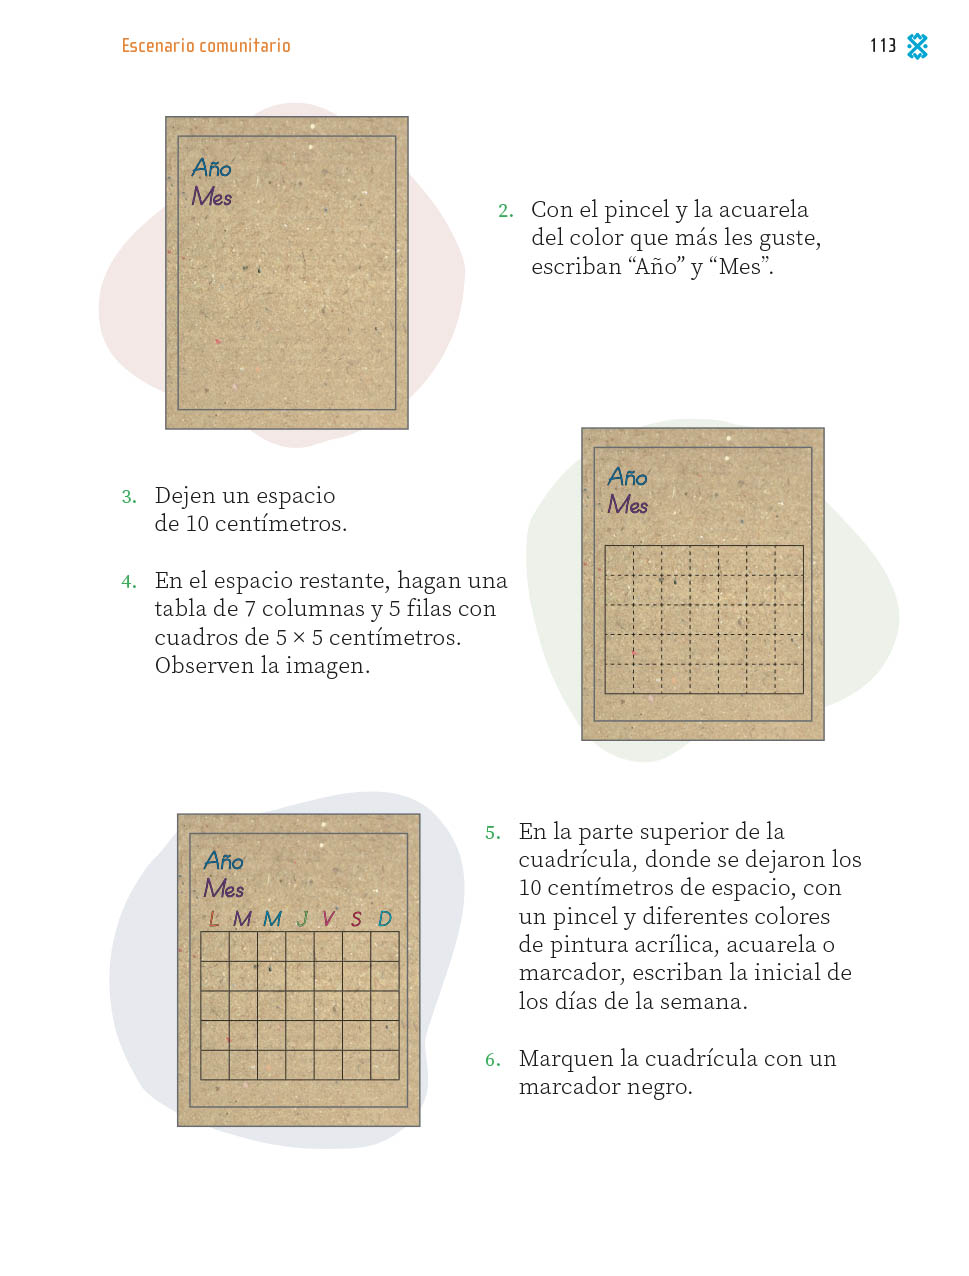 Escenario comunitario
113
Año
Mes
2. Con el pincel y la acuarela
del color que más les guste,
escriban “Año” y “Mes”.
3. Dejen un espacio
de 10 centímetros.
4. En el espacio restante, hagan una
tabla de 7 columnas y 5 filas con
cuadros de 5 × 5 centímetros.
Observen la imagen.
Año
Mes
Año
Mes
L M M J V S D
5. En la parte superior de la
cuadrícula, donde se dejaron los
10 centímetros de espacio, con
un pincel y diferentes colores
de pintura acrílica, acuarela o
marcador, escriban la inicial de
los días de la semana.
6. Marquen la cuadrícula con un
marcador negro.